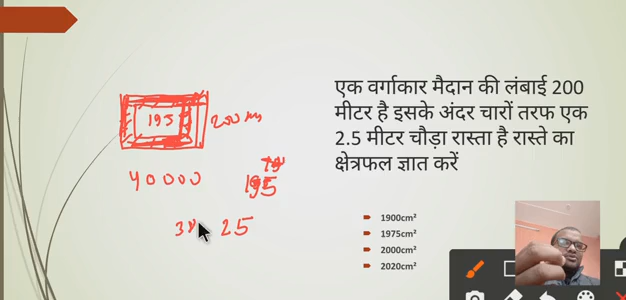 एक वर्गाकार मैदान की लंबाई 200
मीटर है इसके अंदर चारों तरफ एक
2.5 मीटर चौड़ा रास्ता है रास्ते का
क्षेत्रफल ज्ञात करें
195
200 m
40000
195
25
1900cm²
1975cm²
2000cm²
2020cm²